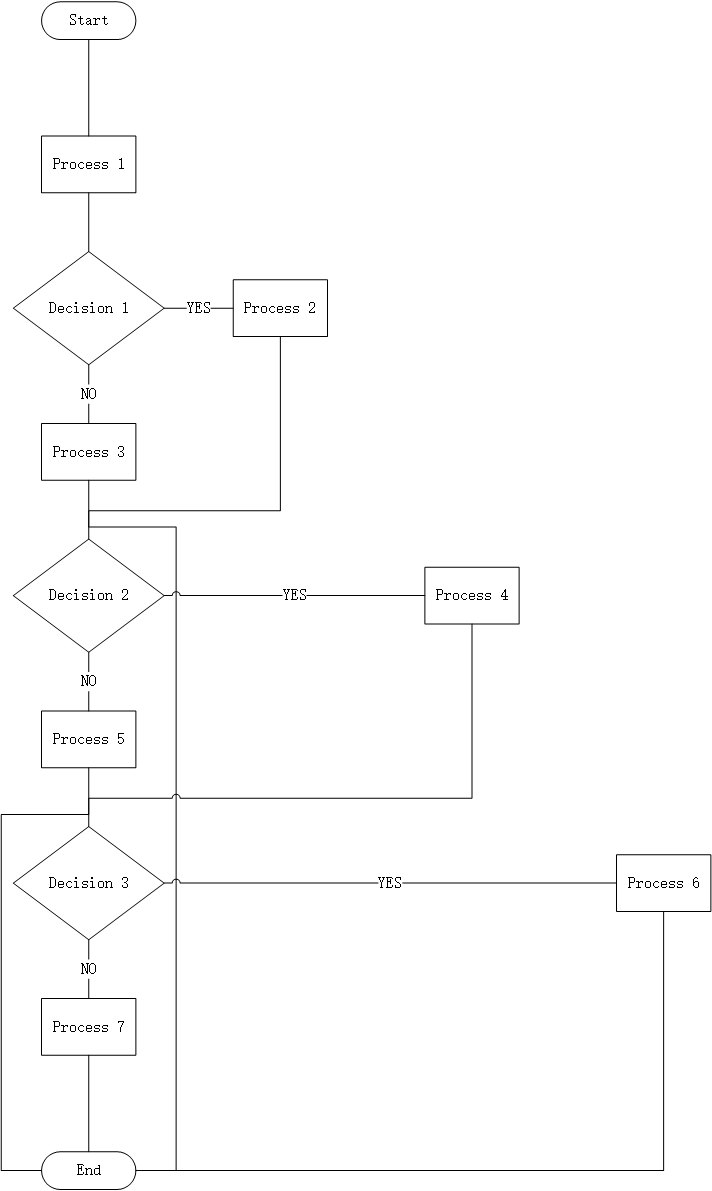 Start
Process 1
Decision 1
YES
Process 2
NO
Process 3
Decision 2
YES
Process 4
NO
Process 5
Decision 3
YES
Process 6
NO
Process 7
End